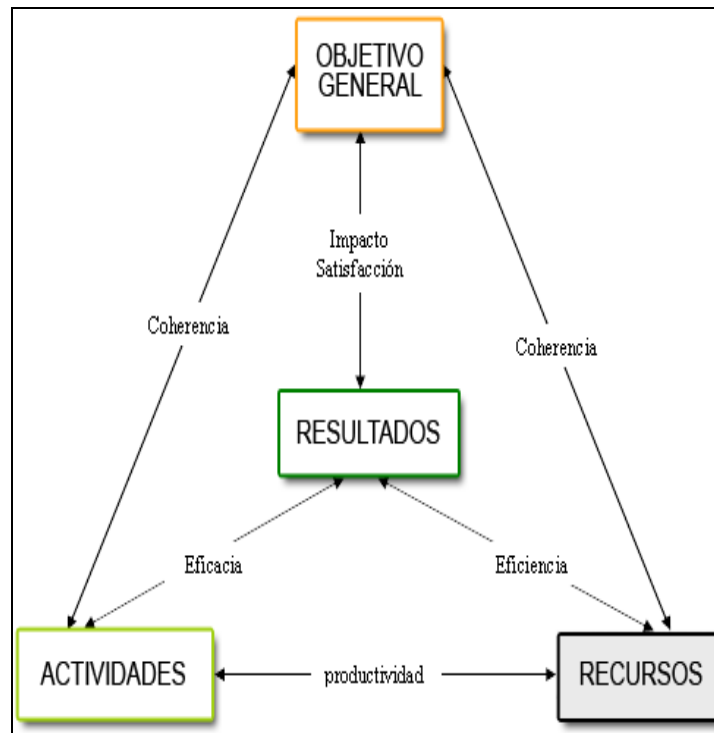 OBJETIVO
GENERAL
Impacto
Satisfacción
Coherencia
Coherencia
RESULTADOS
Eficacia
Eficiencia
ACTIVIDADES
productividad
RECURSOS